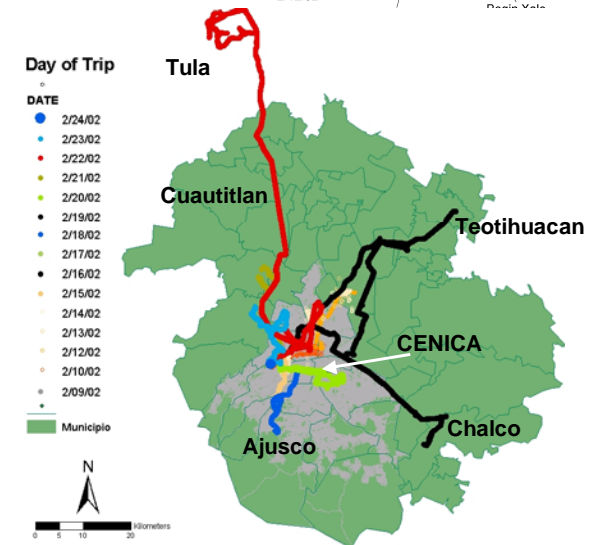 Day of Trip
DATE
2/24/02
2/23/02
2/22/02
2/21/02
2/20/02
2/19/02
2/18/02
2/17/02
2/16/02
2/15/02
2/14/02
2/13/02
2/12/02
2/10/02
2/09/02
Municipio
Tula
Cuautitlan
Teotihuacan
CENICA
Chalco
Ajusco
N
0 5 10 20 Kilometers